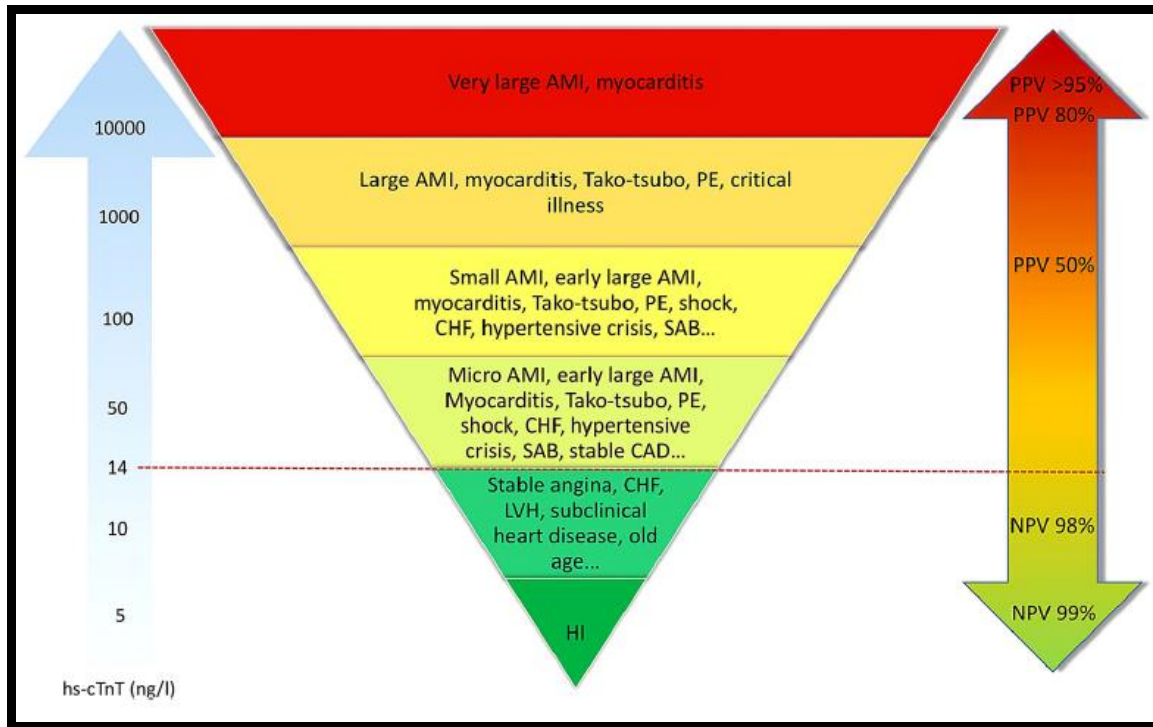 Very large AMI, myocarditis
Large AMI, myocarditis, Tako-tsubo, PE, critical
illness
Small AMI, early large AMI,
myocarditis, Tako-tsubo, PE, shock,
CHF, hypertensive crisis, SAB...
Micro AMI, early large AMI,
Myocarditis, Tako-tsubo, PE,
shock, CHF, hypertensive
crisis, SAB, stable CAD...
Stable angina, CHF,
LVH, subclinical
heart disease, old
age...
HI
10000
1000
100
50
14
10
5
hs-cTnT (ng/l)
PPV >95%
PPV 80%
PPV 50%
NPV 98%
NPV 99%